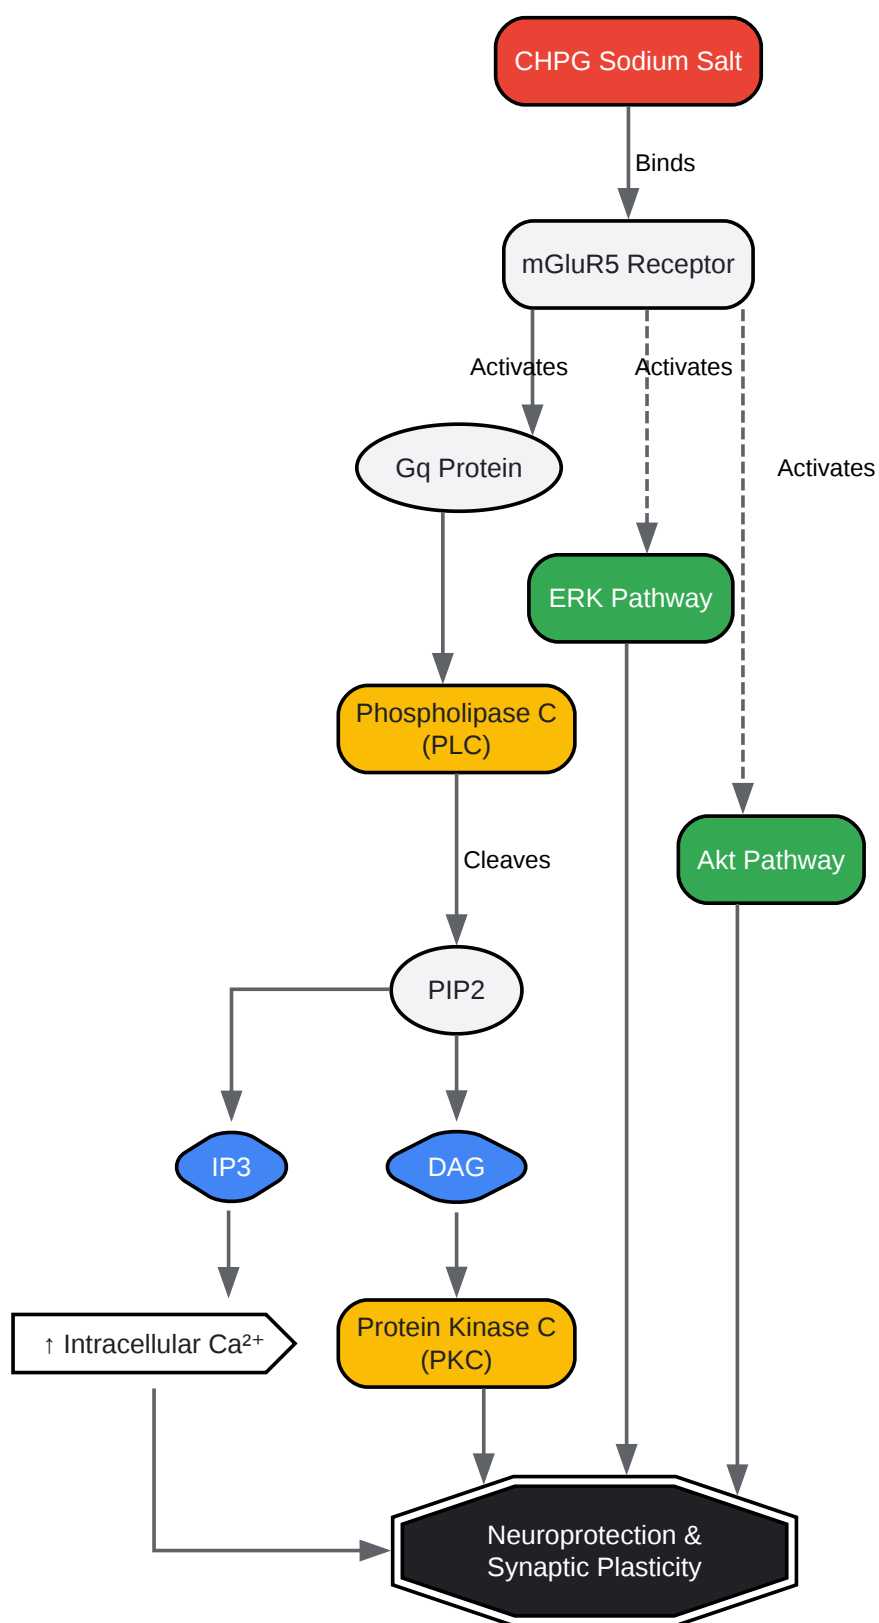 CHPG Sodium Salt
Binds
mGluR5 Receptor
Activates
Activates
Activates
Gq Protein
ERK Pathway
Phospholipase C
(PLC)
Cleaves
Akt Pathway
PIP2
IP3
DAG
↑ Intracellular Ca²⁺
Protein Kinase C
(PKC)
Neuroprotection &
Synaptic Plasticity